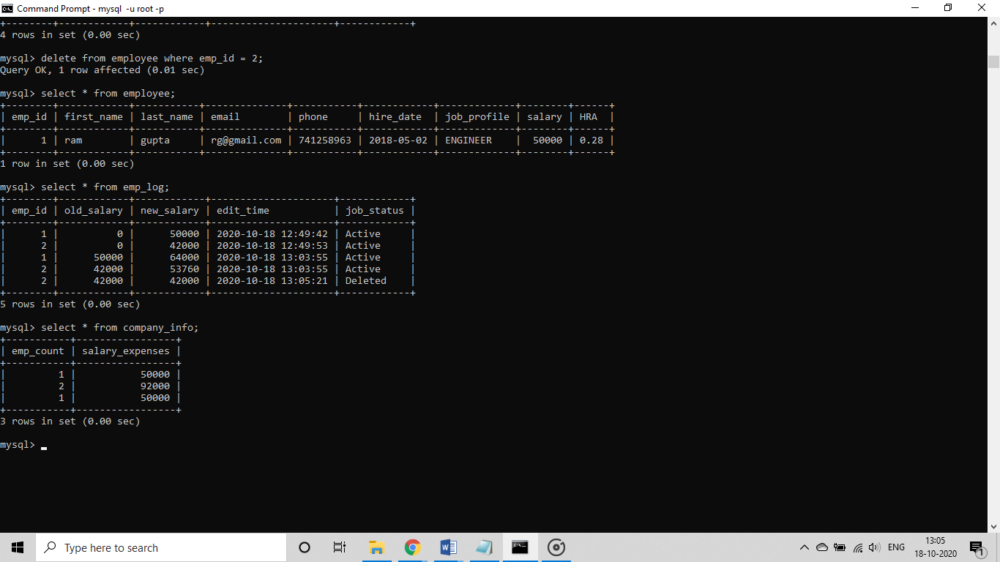 Command Prompt - mysql  -u root -p
+--------+------------+------------+---------------------+------------+
4 rows in set (0.00 sec)
mysql> delete from employee where emp_id = 2;
Query OK, 1 row affected (0.01 sec)
mysql> select * from employee;
+--------+------------+-----------+--------------+-----------+------------+-------------+--------+------+
| emp_id | first_name | last_name | email        | phone     | hire_date  | job_profile | salary | HRA  |
+--------+------------+-----------+--------------+-----------+------------+-------------+--------+------+
|      1 | ram        | gupta     | rg@gmail.com | 741258963 | 2018-05-02 | ENGINEER    |  50000 | 0.28 |
+--------+------------+-----------+--------------+-----------+------------+-------------+--------+------+
1 row in set (0.00 sec)
mysql> select * from emp_log;
+--------+------------+------------+---------------------+------------+
| emp_id | old_salary | new_salary | edit_time           | job_status |
+--------+------------+------------+---------------------+------------+
|      1 |          0 |      50000 | 2020-10-18 12:49:42 | Active     |
|      2 |          0 |      42000 | 2020-10-18 12:49:53 | Active     |
|      1 |      50000 |      64000 | 2020-10-18 13:03:55 | Active     |
|      2 |      42000 |      53760 | 2020-10-18 13:03:55 | Active     |
|      2 |      42000 |      42000 | 2020-10-18 13:05:21 | Deleted    |
+--------+------------+------------+---------------------+------------+
5 rows in set (0.00 sec)
mysql> select * from company_info;
+-----------+-----------------+
| emp_count | salary_expenses |
+-----------+-----------------+
|         1 |           50000 |
|         2 |           92000 |
|         1 |           50000 |
+-----------+-----------------+
3 rows in set (0.00 sec)
mysql> _
Type here to search
ENG
13:05
18-10-2020
1